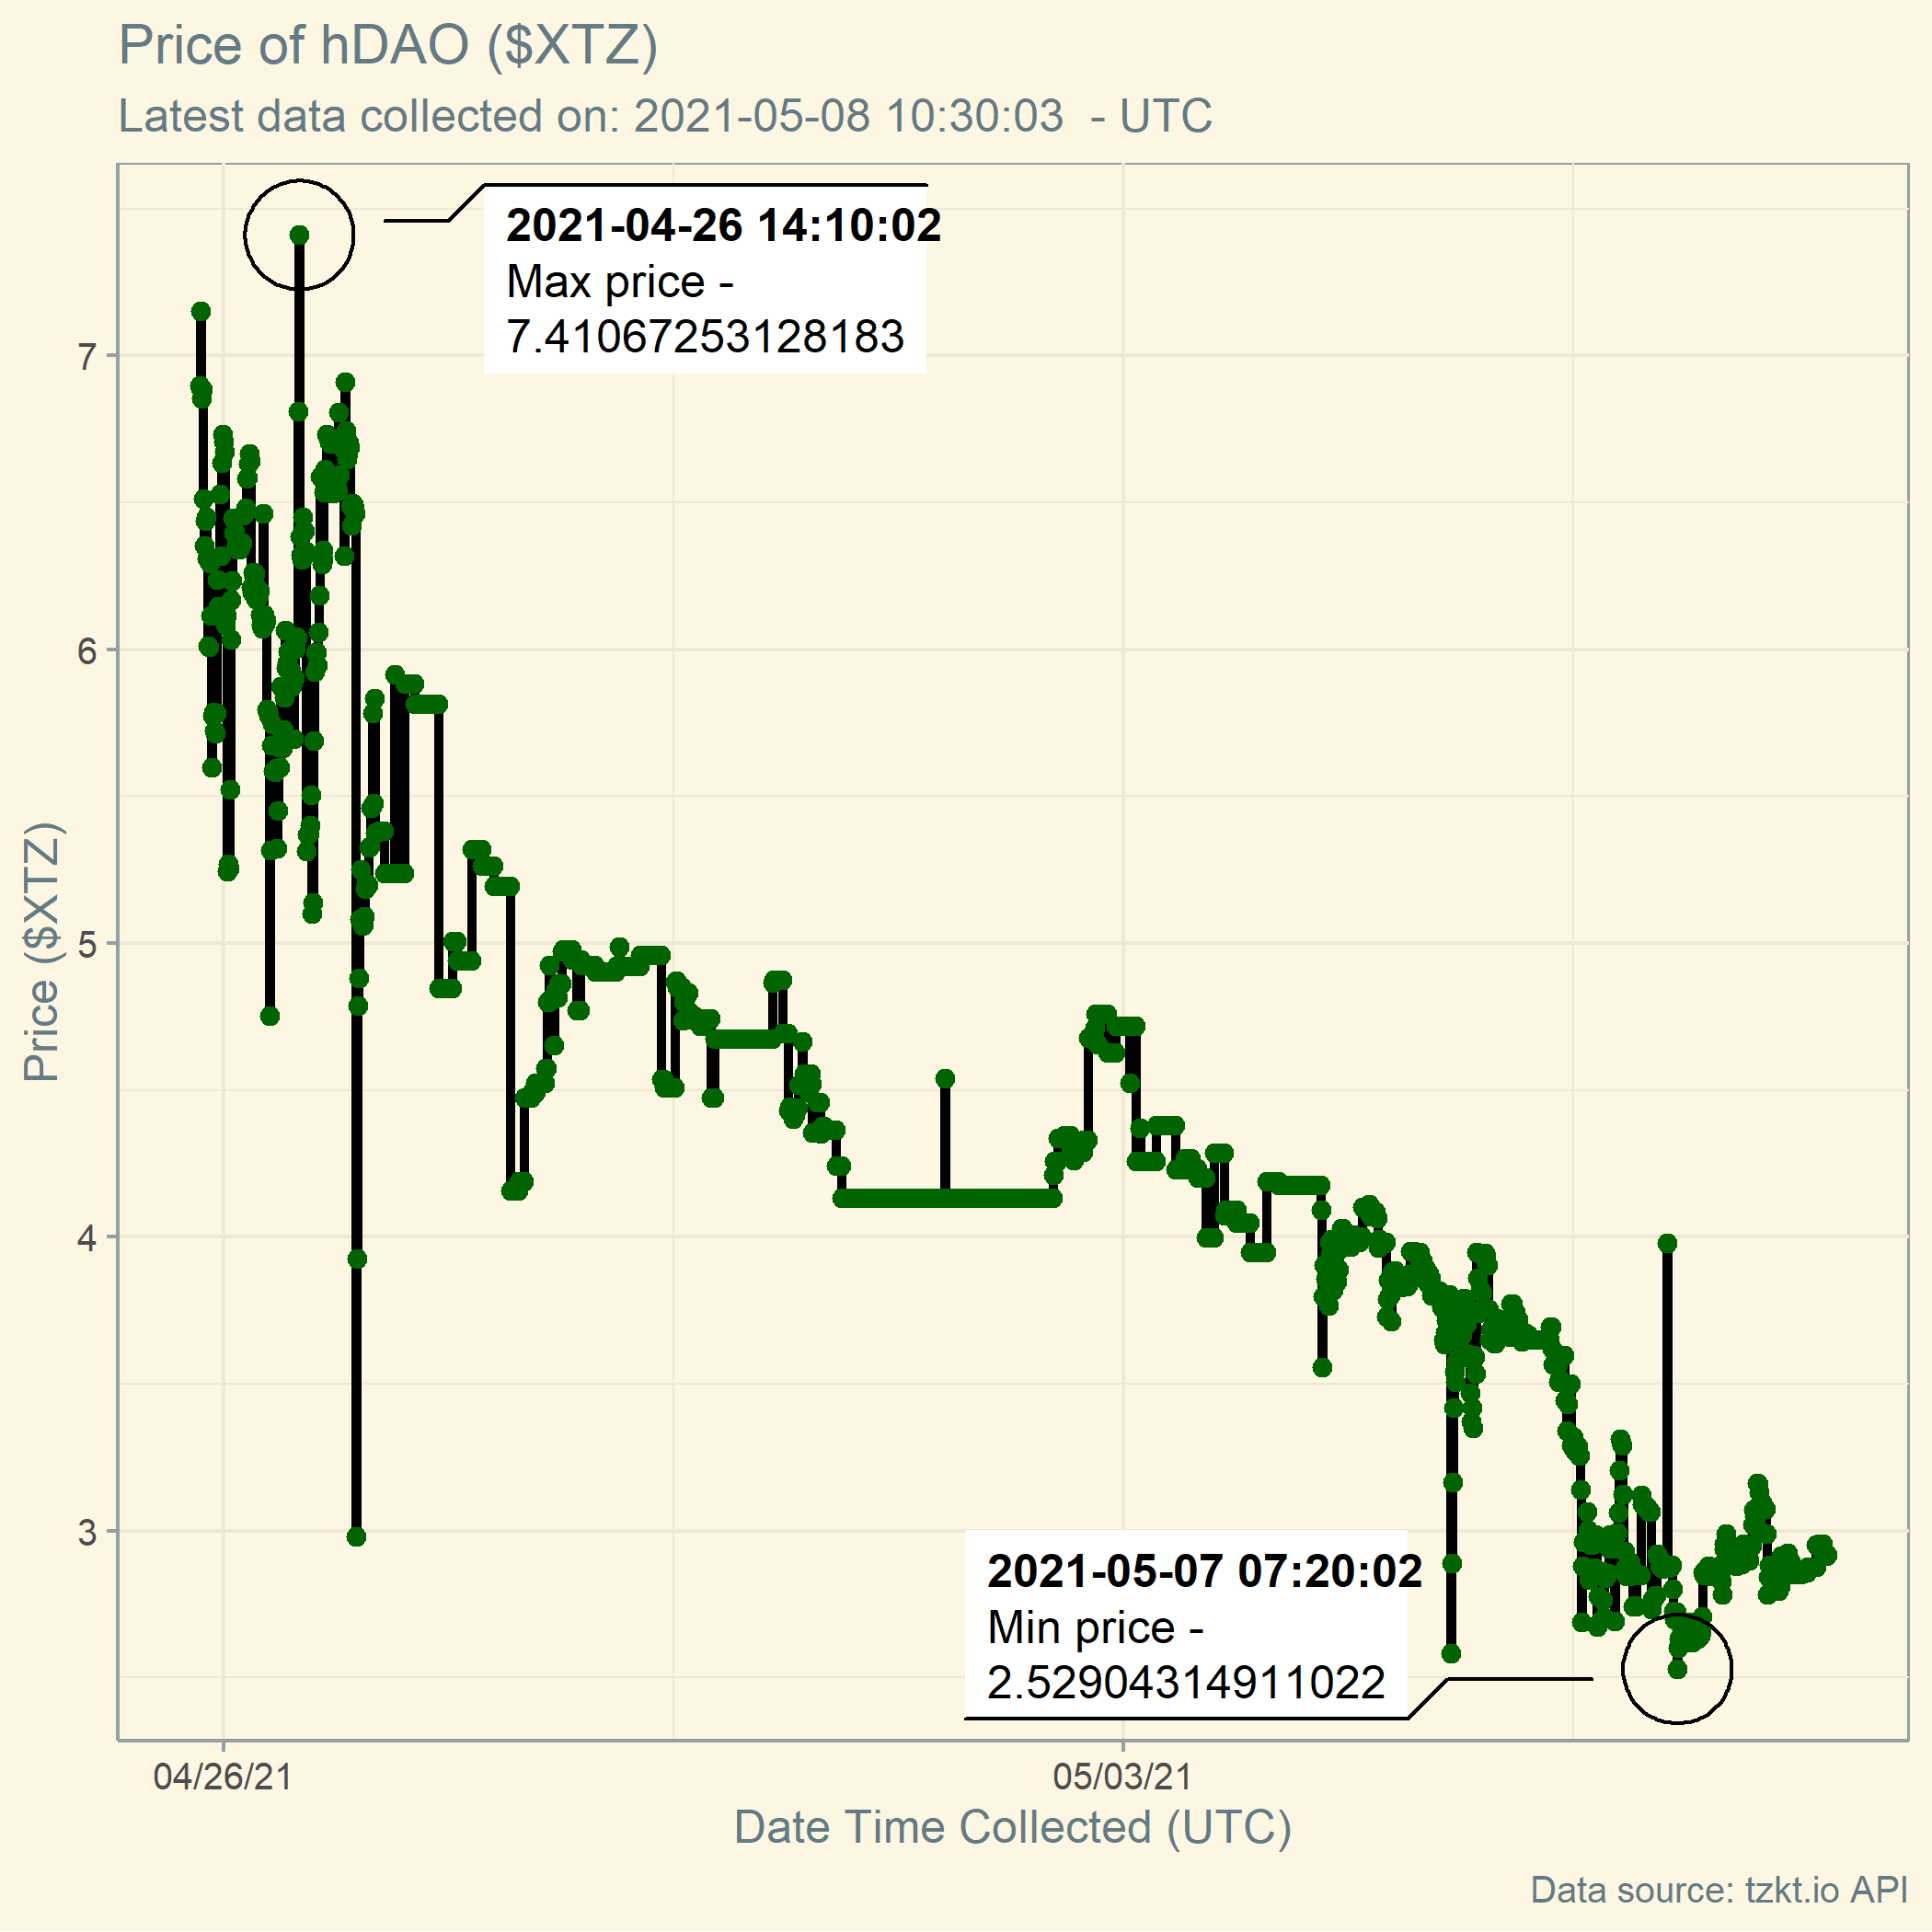 Price of hDAO ($XTZ)
Latest data collected on: 2021-05-08 10:30:03  - UTC
2021-04-26 14:10:02
Max price -
7.41067253128183
7
6
5
4
3
Price ($XTZ)
2021-05-07 07:20:02
Min price -
2.52904314911022
04/26/21
05/03/21
Date Time Collected (UTC)
Data source: tzkt.io API